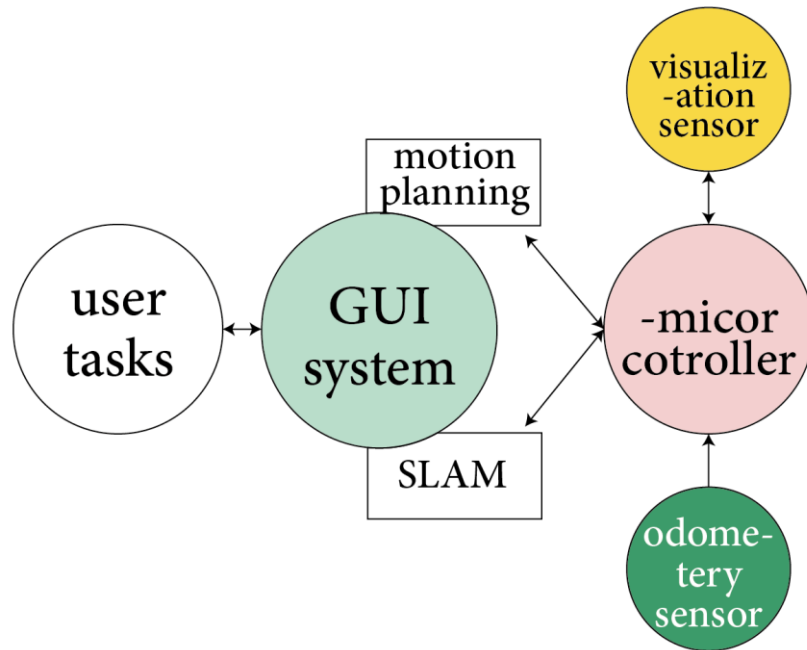 user
tasks
GUI
system
motion
planning
SLAM
visualiz
-ation
sensor
-micor
cotroller
odome-
tery
sensor